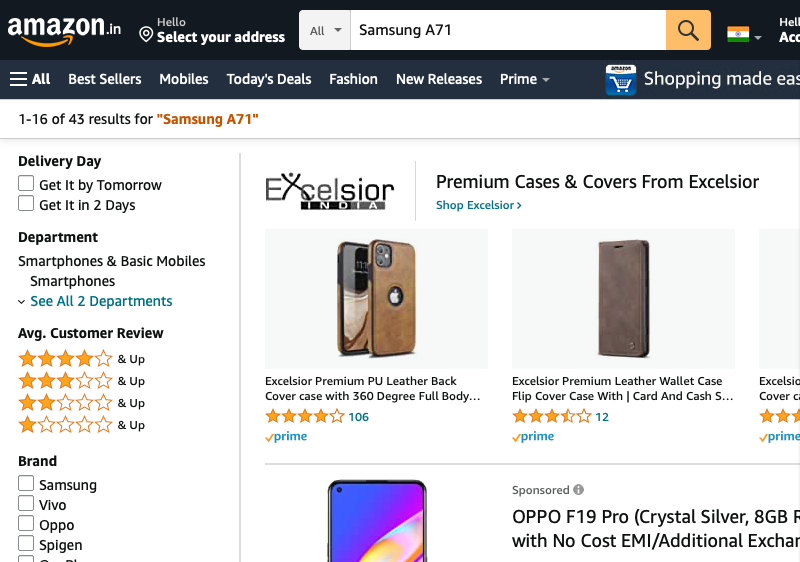 amazon.in
Hello
Select your address
All
Samsung A71
Hell
Acc
All
Best Sellers
Mobiles
Today's Deals
Fashion
New Releases
Prime
amazon
Shopping made eas
1-16 of 43 results for "Samsung A71"
Delivery Day
Get It by Tomorrow
Get It in 2 Days
Department
Smartphones & Basic Mobiles
Smartphones
See All 2 Departments
Avg. Customer Review
& Up
& Up
& Up
& Up
Brand
Samsung
Vivo
Oppo
Spigen
Excelsior
INDIA
Premium Cases & Covers From Excelsior
Shop Excelsior
Excelsior Premium PU Leather Back
Cover case with 360 Degree Full Body...
106
prime
Excelsior Premium Leather Wallet Case
Flip Cover Case With | Card And Cash S...
12
prime
Excelsio
Cover ca
prime
Sponsored
OPPO F19 Pro (Crystal Silver, 8GB R
with No Cost EMI/Additional Exchan